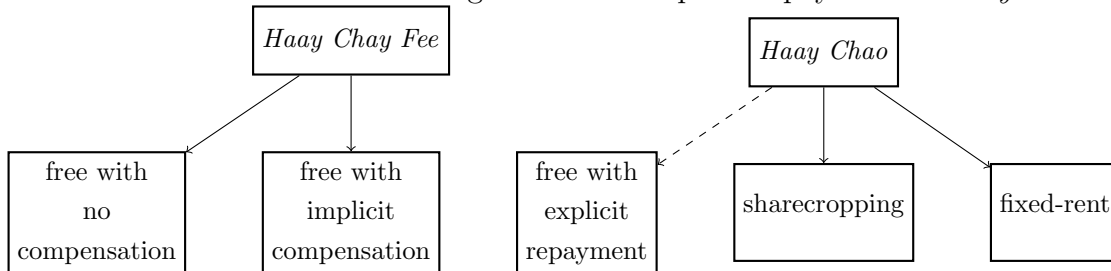 Haay Chay Fee
Haay Chao
free with
no
compensation
free with
implicit
compensation
free with
explicit
repayment
sharecropping
fixed-rent